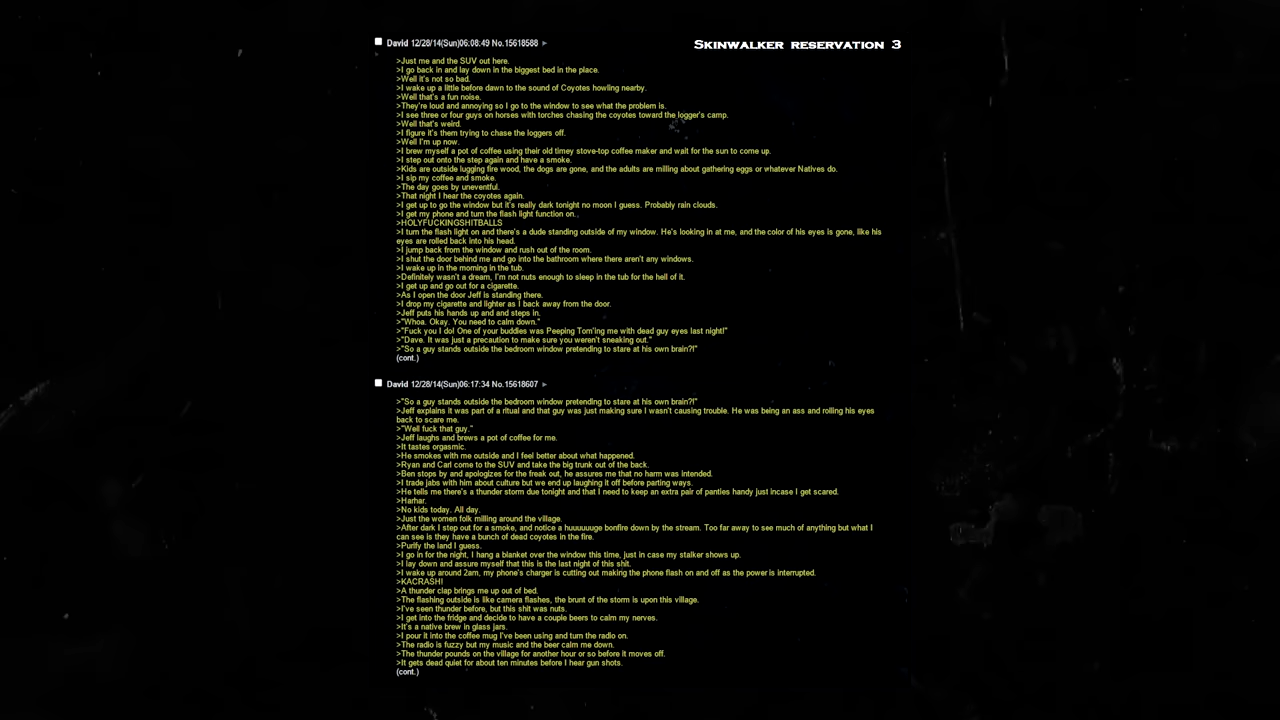 David 12/28/14(Sun)06:08:49 No.15618588 ►
SKINWALKER RESERVATION 3
>Just me and the SUV out here.
>I go back in and lay down in the biggest bed in the place.
>Well it's not so bad.
>I wake up a little before dawn to the sound of Coyotes howling nearby.
>Well that's a fun noise.
>They're loud and annoying so I go to the window to see what the problem is.
>I see three or four guys on horses with torches chasing the coyotes toward the logger's camp.
>Well that's weird.
>I figure it's them trying to chase the loggers off.
>Well I'm up now.
>I brew myself a pot of coffee using their old timey stove-top coffee maker and wait for the sun to come up.
>I step out onto the step again and have a smoke.
>Kids are outside lugging fire wood, the dogs are gone, and the adults are milling about gathering eggs or whatever Natives do.
>I sip my coffee and smoke.
>The day goes by uneventful.
>That night I hear the coyotes again.
>I get up to go the window but it's really dark tonight no moon I guess. Probably rain clouds.
>I get my phone and turn the flash light function on..
>HOLYFUCKINGSHITBALLS
>I turn the flash light on and there's a dude standing outside of my window. He's looking in at me, and the color of his eyes is gone, like his
eyes are rolled back into his head.
>I jump back from the window and rush out of the room.
>I shut the door behind me and go into the bathroom where there aren't any windows.
>I wake up in the morning in the tub.
>Definitely wasn't a dream, I'm not nuts enough to sleep in the tub for the hell of it.
>I get up and go out for a cigarette.
>As I open the door Jeff is standing there.
>I drop my cigarette and lighter as I back away from the door.
>Jeff puts his hands up and and steps in.
>"Whoa. Okay. You need to calm down."
>"Fuck you I do! One of your buddies was Peeping Tom'ing me with dead guy eyes last night!"
>"Dave. It was just a precaution to make sure you weren't sneaking out."
>"So a guy stands outside the bedroom window pretending to stare at his own brain?!"
(cont.)
David 12/28/14(Sun)06:17:34 No.15618607 ►
>"So a guy stands outside the bedroom window pretending to stare at his own brain?!"
>Jeff explains it was part of a ritual and that guy was just making sure I wasn't causing trouble. He was being an ass and rolling his eyes
back to scare me.
>"Well fuck that guy."
>Jeff laughs and brews a pot of coffee for me.
>It tastes orgasmic.
>He smokes with me outside and I feel better about what happened.
>Ryan and Carl come to the SUV and take the big trunk out of the back.
>Ben stops by and apologizes for the freak out, he assures me that no harm was intended.
>I trade jabs with him about culture but we end up laughing it off before parting ways.
>He tells me there's a thunder storm due tonight and that I need to keep an extra pair of panties handy just incase I get scared.
>Harhar.
>No kids today. All day.
>Just the women folk milling around the village.
>After dark I step out for a smoke, and notice a huuuuuuge bonfire down by the stream. Too far away to see much of anything but what I
can see is they have a bunch of dead coyotes in the fire.
>Purify the land I guess.
>I go in for the night, I hang a blanket over the window this time, just in case my stalker shows up.
>I lay down and assure myself that this is the last night of this shit.
>I wake up around 2am, my phone's charger is cutting out making the phone flash on and off as the power is interrupted.
>KACRASH!
>A thunder clap brings me up out of bed.
>The flashing outside is like camera flashes, the brunt of the storm is upon this village.
>I've seen thunder before, but this shit was nuts.
>I get into the fridge and decide to have a couple beers to calm my nerves.
>It's a native brew in glass jars.
>I pour it into the coffee mug I've been using and turn the radio on.
>The radio is fuzzy but my music and the beer calm me down.
>The thunder pounds on the village for another hour or so before it moves off.
>It gets dead quiet for about ten minutes before I hear gun shots.
(cont.)